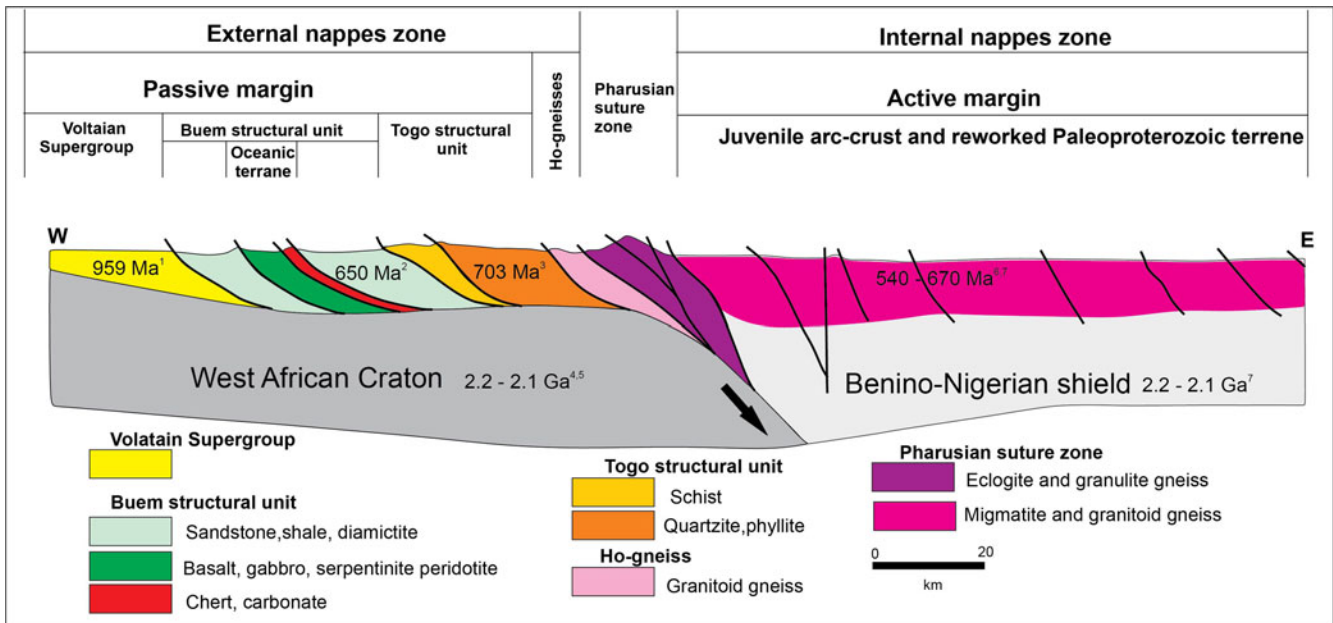 External nappes zone
Internal nappes zone
Passive margin
Ho-gneisses
Pharusian
suture
zone
Active margin
Voltaian
Supergroup
Buem structural unit
Oceanic
terrane
Togo structural
unit
Juvenile arc-crust and reworked Paleoproterozoic terrene
W
E
959 Ma¹
650 Ma²
703 Ma³
540 - 670 Ma⁶·⁷
West African Craton 2.2 - 2.1 Ga⁴,⁵
Benino-Nigerian shield 2.2 - 2.1 Ga⁷
Volatain Supergroup
Buem structural unit
Sandstone,shale, diamictite
Basalt, gabbro, serpentinite peridotite
Chert, carbonate
Togo structural unit
Schist
Quartzite,phyllite
Ho-gneiss
Granitoid gneiss
Pharusian suture zone
Eclogite and granulite gneiss
Migmatite and granitoid gneiss
0 20
km